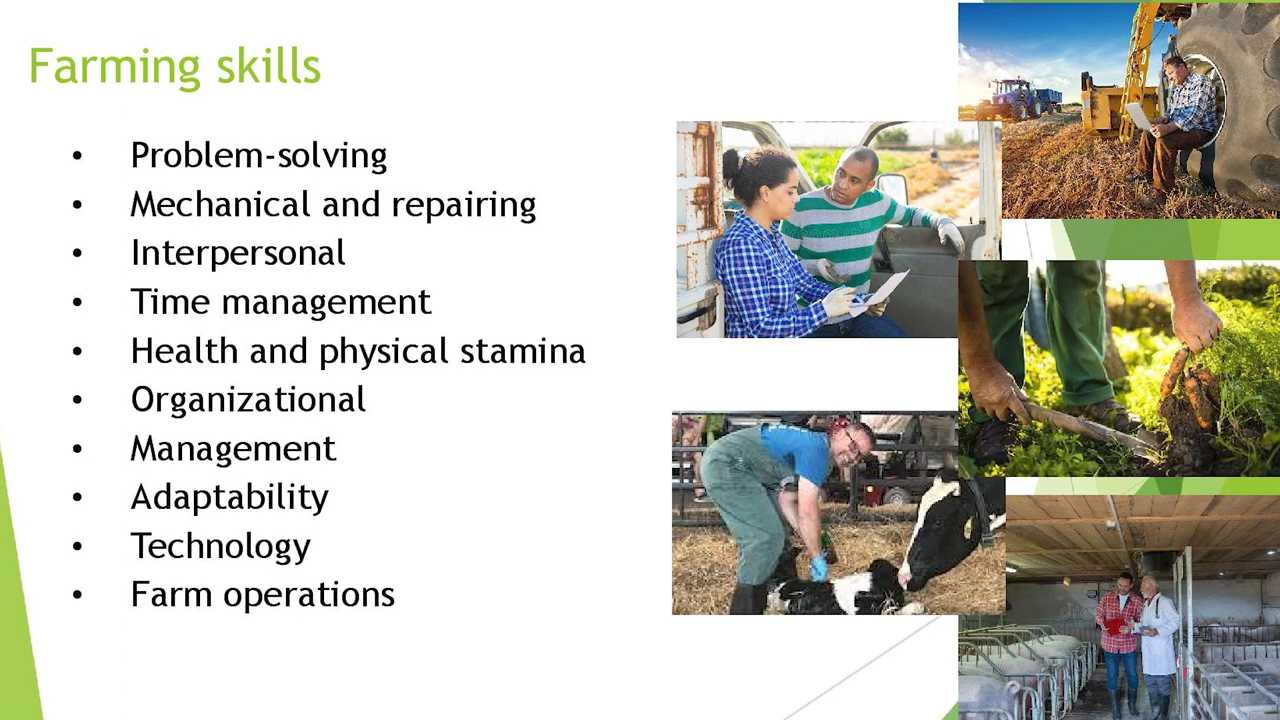 Farming skills
• Problem-solving
• Mechanical and repairing
• Interpersonal
• Time management
• Health and physical stamina
• Organizational
• Management
• Adaptability
• Technology
• Farm operations